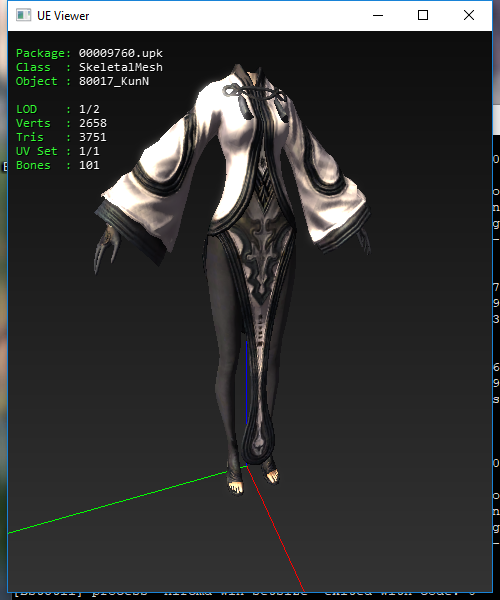 UE Viewer
Package: 00009760.upk
Class : SkeletalMesh
Object : 80017_KunN
LOD : 1/2
Verts : 2658
Tris : 3751
UV Set : 1/1
Bones : 101